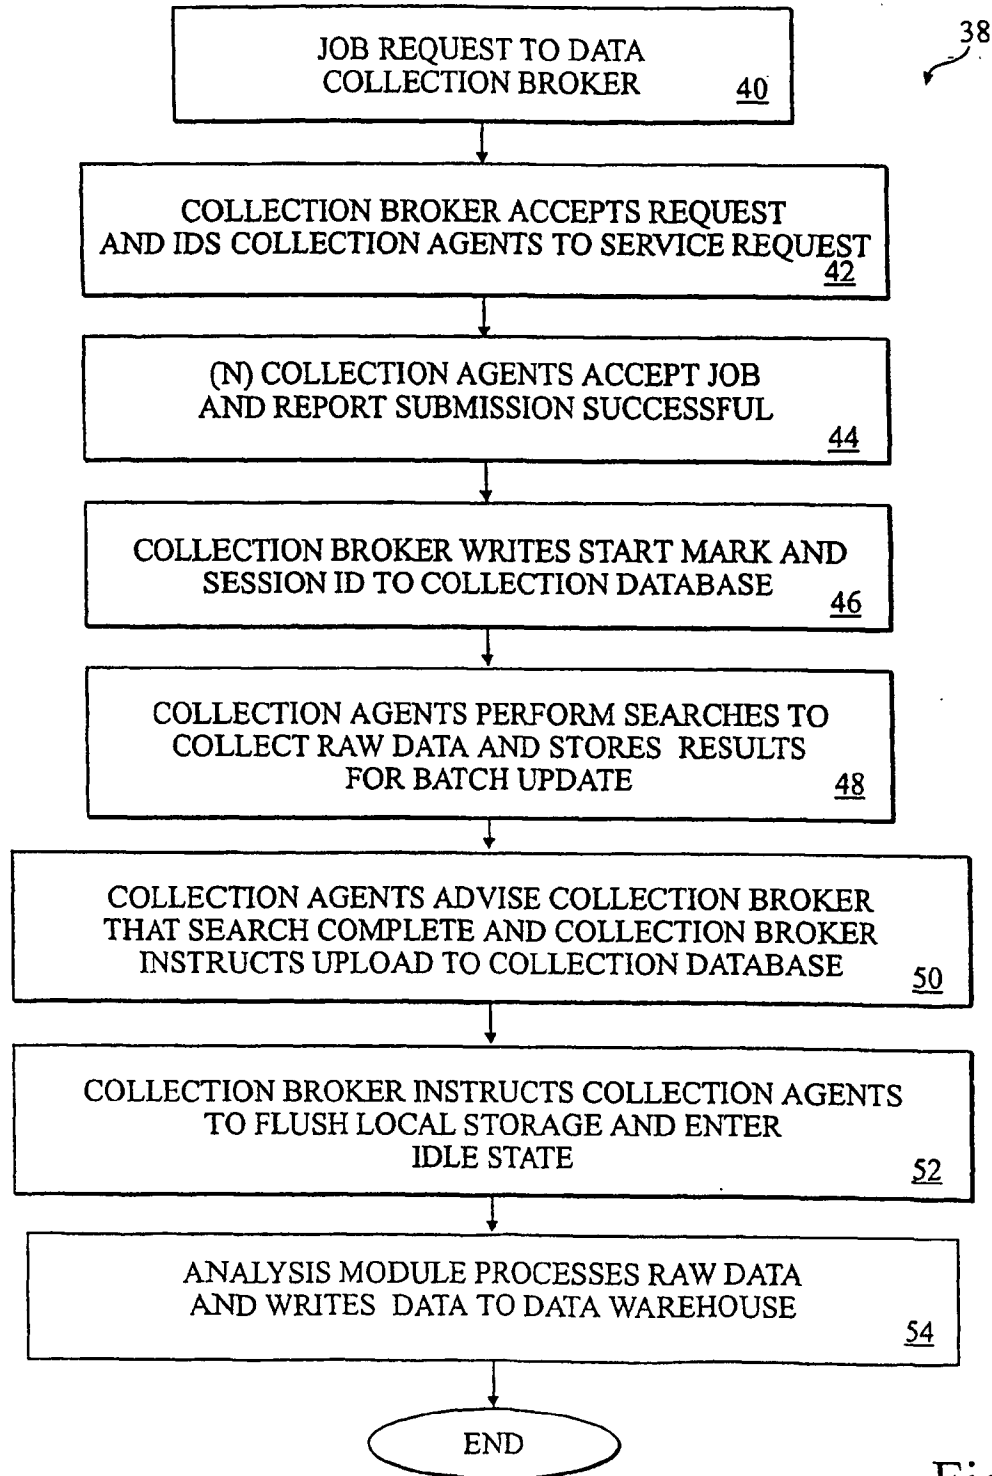 38
JOB REQUEST TO DATA
COLLECTION BROKER
40
COLLECTION BROKER ACCEPTS REQUEST
AND IDS COLLECTION AGENTS TO SERVICE REQUEST
42
(N) COLLECTION AGENTS ACCEPT JOB
AND REPORT SUBMISSION SUCCESSFUL
44
COLLECTION BROKER WRITES START MARK AND
SESSION ID TO COLLECTION DATABASE
46
COLLECTION AGENTS PERFORM SEARCHES TO
COLLECT RAW DATA AND STORES RESULTS
FOR BATCH UPDATE
48
COLLECTION AGENTS ADVISE COLLECTION BROKER
THAT SEARCH COMPLETE AND COLLECTION BROKER
INSTRUCTS UPLOAD TO COLLECTION DATABASE
50
COLLECTION BROKER INSTRUCTS COLLECTION AGENTS
TO FLUSH LOCAL STORAGE AND ENTER
IDLE STATE
52
ANALYSIS MODULE PROCESSES RAW DATA
AND WRITES DATA TO DATA WAREHOUSE
54
END